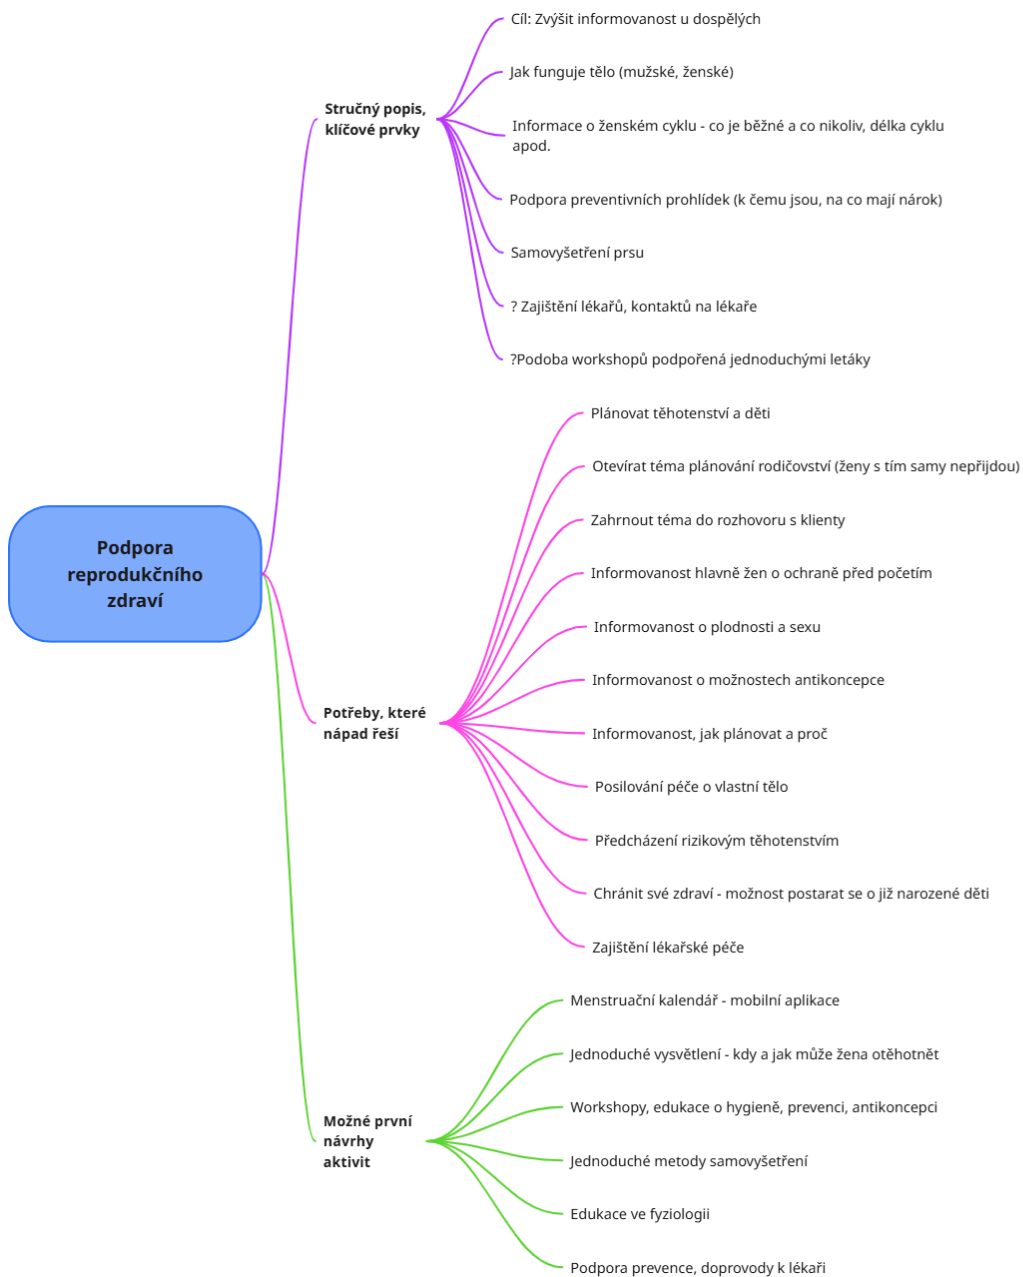 Podpora
reprodukčního
zdraví
Stručný popis,
klíčové prvky
Cíl: Zvýšit informovanost u dospělých
Jak funguje tělo (mužské, ženské)
Informace o ženském cyklu - co je běžné a co nikoliv, délka cyklu
apod.
Podpora preventivních prohlídek (k čemu jsou, na co mají nárok)
Samovyšetření prsu
? Zajištění lékařů, kontaktů na lékaře
?Podoba workshopů podpořená jednoduchými letáky
Potřeby, které
nápad řeší
Plánovat těhotenství a děti
Otevírat téma plánování rodičovství (ženy s tím samy nepřijdou)
Zahrnout téma do rozhovoru s klienty
Informovanost hlavně žen o ochraně před početím
Informovanost o plodnosti a sexu
Informovanost o možnostech antikoncepce
Informovanost, jak plánovat a proč
Posilování péče o vlastní tělo
Předcházení rizikovým těhotenstvím
Chránit své zdraví - možnost postarat se o již narozené děti
Zajištění lékařské péče
Možné první
návrhy
aktivit
Menstruační kalendář - mobilní aplikace
Jednoduché vysvětlení - kdy a jak může žena otěhotnět
Workshopy, edukace o hygieně, prevenci, antikoncepci
Jednoduché metody samovyšetření
Edukace ve fyziologii
Podpora prevence, doprovody k lékaři